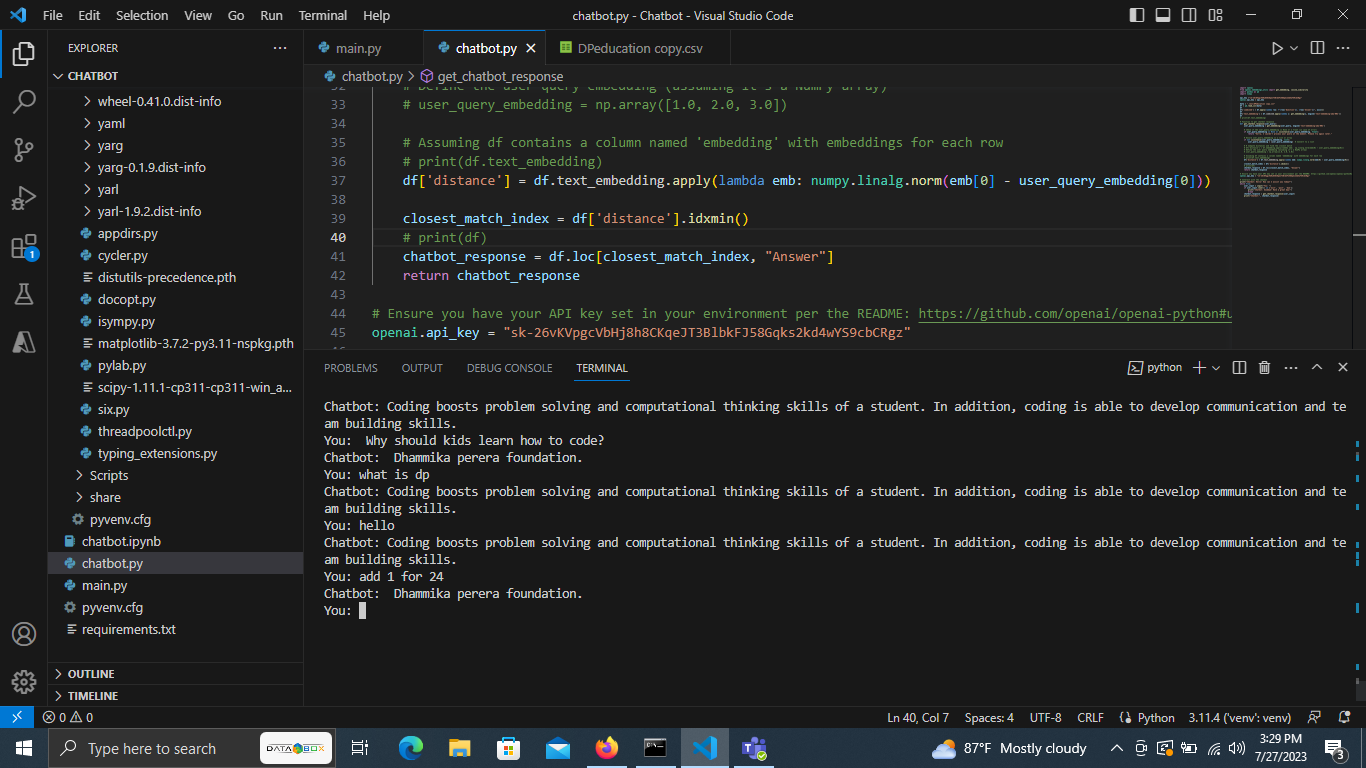 File Edit Selection View Go Run Terminal Help
chatbot.py - Chatbot - Visual Studio Code
EXPLORER
CHATBOT
wheel-0.41.0.dist-info
yaml
yarg
yarg-0.1.9.dist-info
yarl
yarl-1.9.2.dist-info
appdirs.py
cycler.py
distutils-precedence.pth
docopt.py
isympy.py
matplotlib-3.7.2-py3.11-nspkg.pth
pylab.py
scipy-1.11.1-cp311-cp311-win_a...
six.py
threadpoolctl.py
typing_extensions.py
Scripts
share
pyvenv.cfg
chatbot.ipynb
chatbot.py
main.py
pyvenv.cfg
requirements.txt
OUTLINE
TIMELINE
1
main.py chatbot.py DPeducation copy.csv
chatbot.py > get_chatbot_response
32 # Define the user query embedding (assuming it's a NumPy array)
33 # user_query_embedding = np.array([1.0, 2.0, 3.0])
34
35 # Assuming df contains a column named 'embedding' with embeddings for each row
36 # print(df.text_embedding)
37 df['distance'] = df.text_embedding.apply(lambda emb: numpy.linalg.norm(emb[0] - user_query_embedding[0]))
38
39 closest_match_index = df['distance'].idxmin()
40 # print(df)
41 chatbot_response = df.loc[closest_match_index, "Answer"]
42 return chatbot_response
43
44 # Ensure you have your API key set in your environment per the README: https://github.com/openai/openai-python#u
45 openai.api_key = "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"
PROBLEMS OUTPUT DEBUG CONSOLE TERMINAL
python
Chatbot: Coding boosts problem solving and computational thinking skills of a student. In addition, coding is able to develop communication and te
am building skills.
You:  Why should kids learn how to code?
Chatbot:  Dhammika perera foundation.
You: what is dp
Chatbot: Coding boosts problem solving and computational thinking skills of a student. In addition, coding is able to develop communication and te
am building skills.
You: hello
Chatbot: Coding boosts problem solving and computational thinking skills of a student. In addition, coding is able to develop communication and te
am building skills.
You: add 1 for 24
Chatbot:  Dhammika perera foundation.
You:
0 0
Ln 40, Col 7 Spaces: 4 UTF-8 CRLF Python 3.11.4 ('venv': venv)
Type here to search
DATABOX
87°F Mostly cloudy
3:29 PM
7/27/2023
3